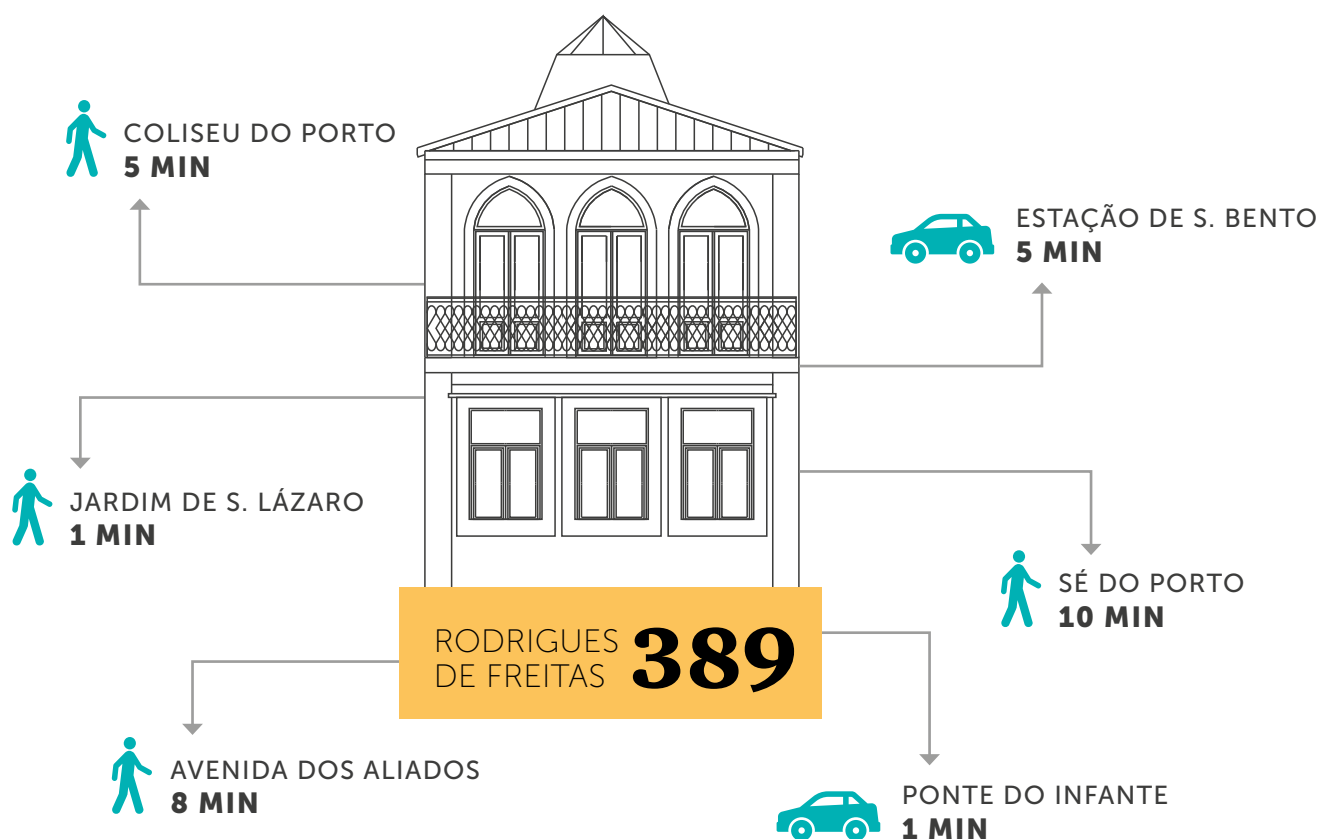 COLISEU DO PORTO
5 MIN
ESTAÇÃO DE S. BENTO
5 MIN
JARDIM DE S. LÁZARO
1 MIN
SÉ DO PORTO
10 MIN
RODRIGUES
DE FREITAS
389
AVENIDA DOS ALIADOS
8 MIN
PONTE DO INFANTE
1 MIN